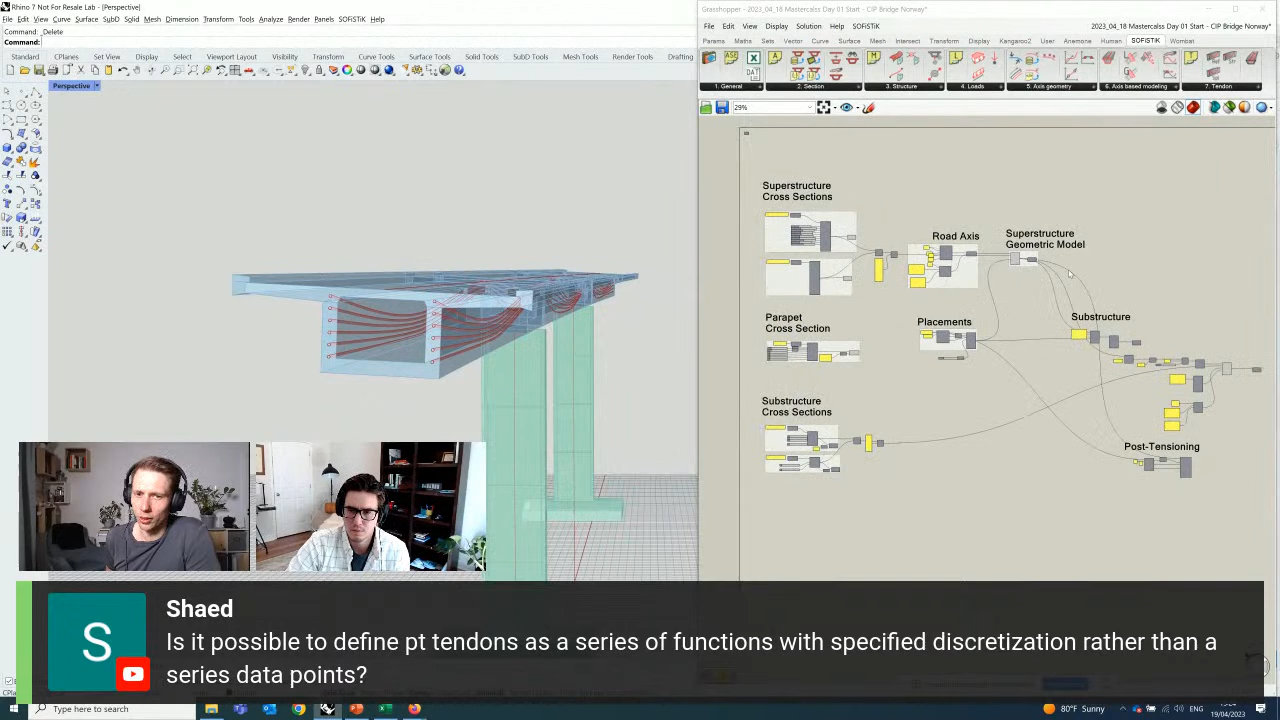 Rhino 7 Not For Resale Lab - [Perspective]
File Edit View Curve Surface SubD Solid Mesh Dimension Transform Tools Analyze Render Panels SOFiSTiK Help
Command: _Delete
Command:
Standard CPlanes Set View Display Select Viewport Layout Visibility Transform Curve Tools Surface Tools Solid Tools SubD Tools Mesh Tools Render Tools Drafting
Perspective
Grasshopper - 2023_04_18 Mastercalss Day 01 Start - CIP Bridge Norway*
File Edit View Display Solution Help SOFiSTiK
2023_04_18 Mastercalss Day 01 Start - CIP Bridge Norway*
Params Maths Sets Vector Curve Surface Mesh Intersect Transform Display Kangaroo2 User Anemone Human SOFiSTiK Wombat
1. General 2. Section 3. Structure 4. Loads 5. Axis geometry 6. Axis based modeling 7. Tendon
29%
Superstructure
Cross Sections
Road Axis
Superstructure
Geometric Model
Parapet
Cross Section
Placements
Substructure
Substructure
Cross Sections
Post-Tensioning
S
Shaed
Is it possible to define pt tendons as a series of functions with specified discretization rather than a
series data points?
Type here to search
80°F Sunny
ENG
19/04/2023